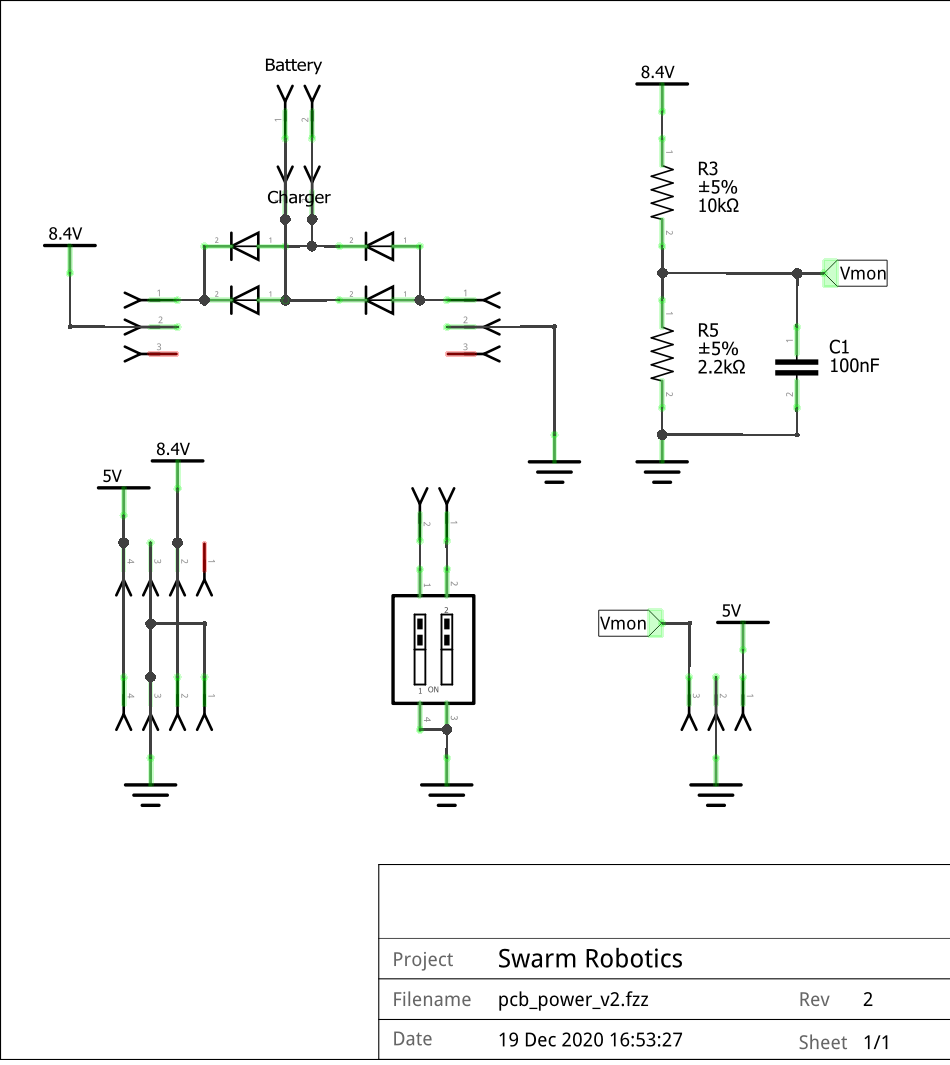 Battery
1
2
Charger
8.4V
2
1
2
1
1
2
3
2
1
2
1
1
2
3
8.4V
1
R3
±5%
10kΩ
2
Vmon
1
R5
±5%
2.2kΩ
2
1
C1
100nF
2
8.4V
5V
4
3
2
1
4
3
2
1
2
1
1
2
2
1
ON
4
3
Vmon
5V
3
2
1
Project
Swarm Robotics
Filename
pcb_power_v2.fzz
Rev
2
Date
19 Dec 2020 16:53:27
Sheet
1/1